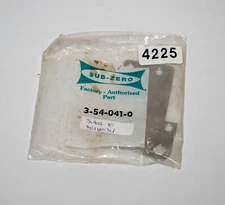 4225
SUB-ZERO
Factory - Authorized
Part
3-54-041-0